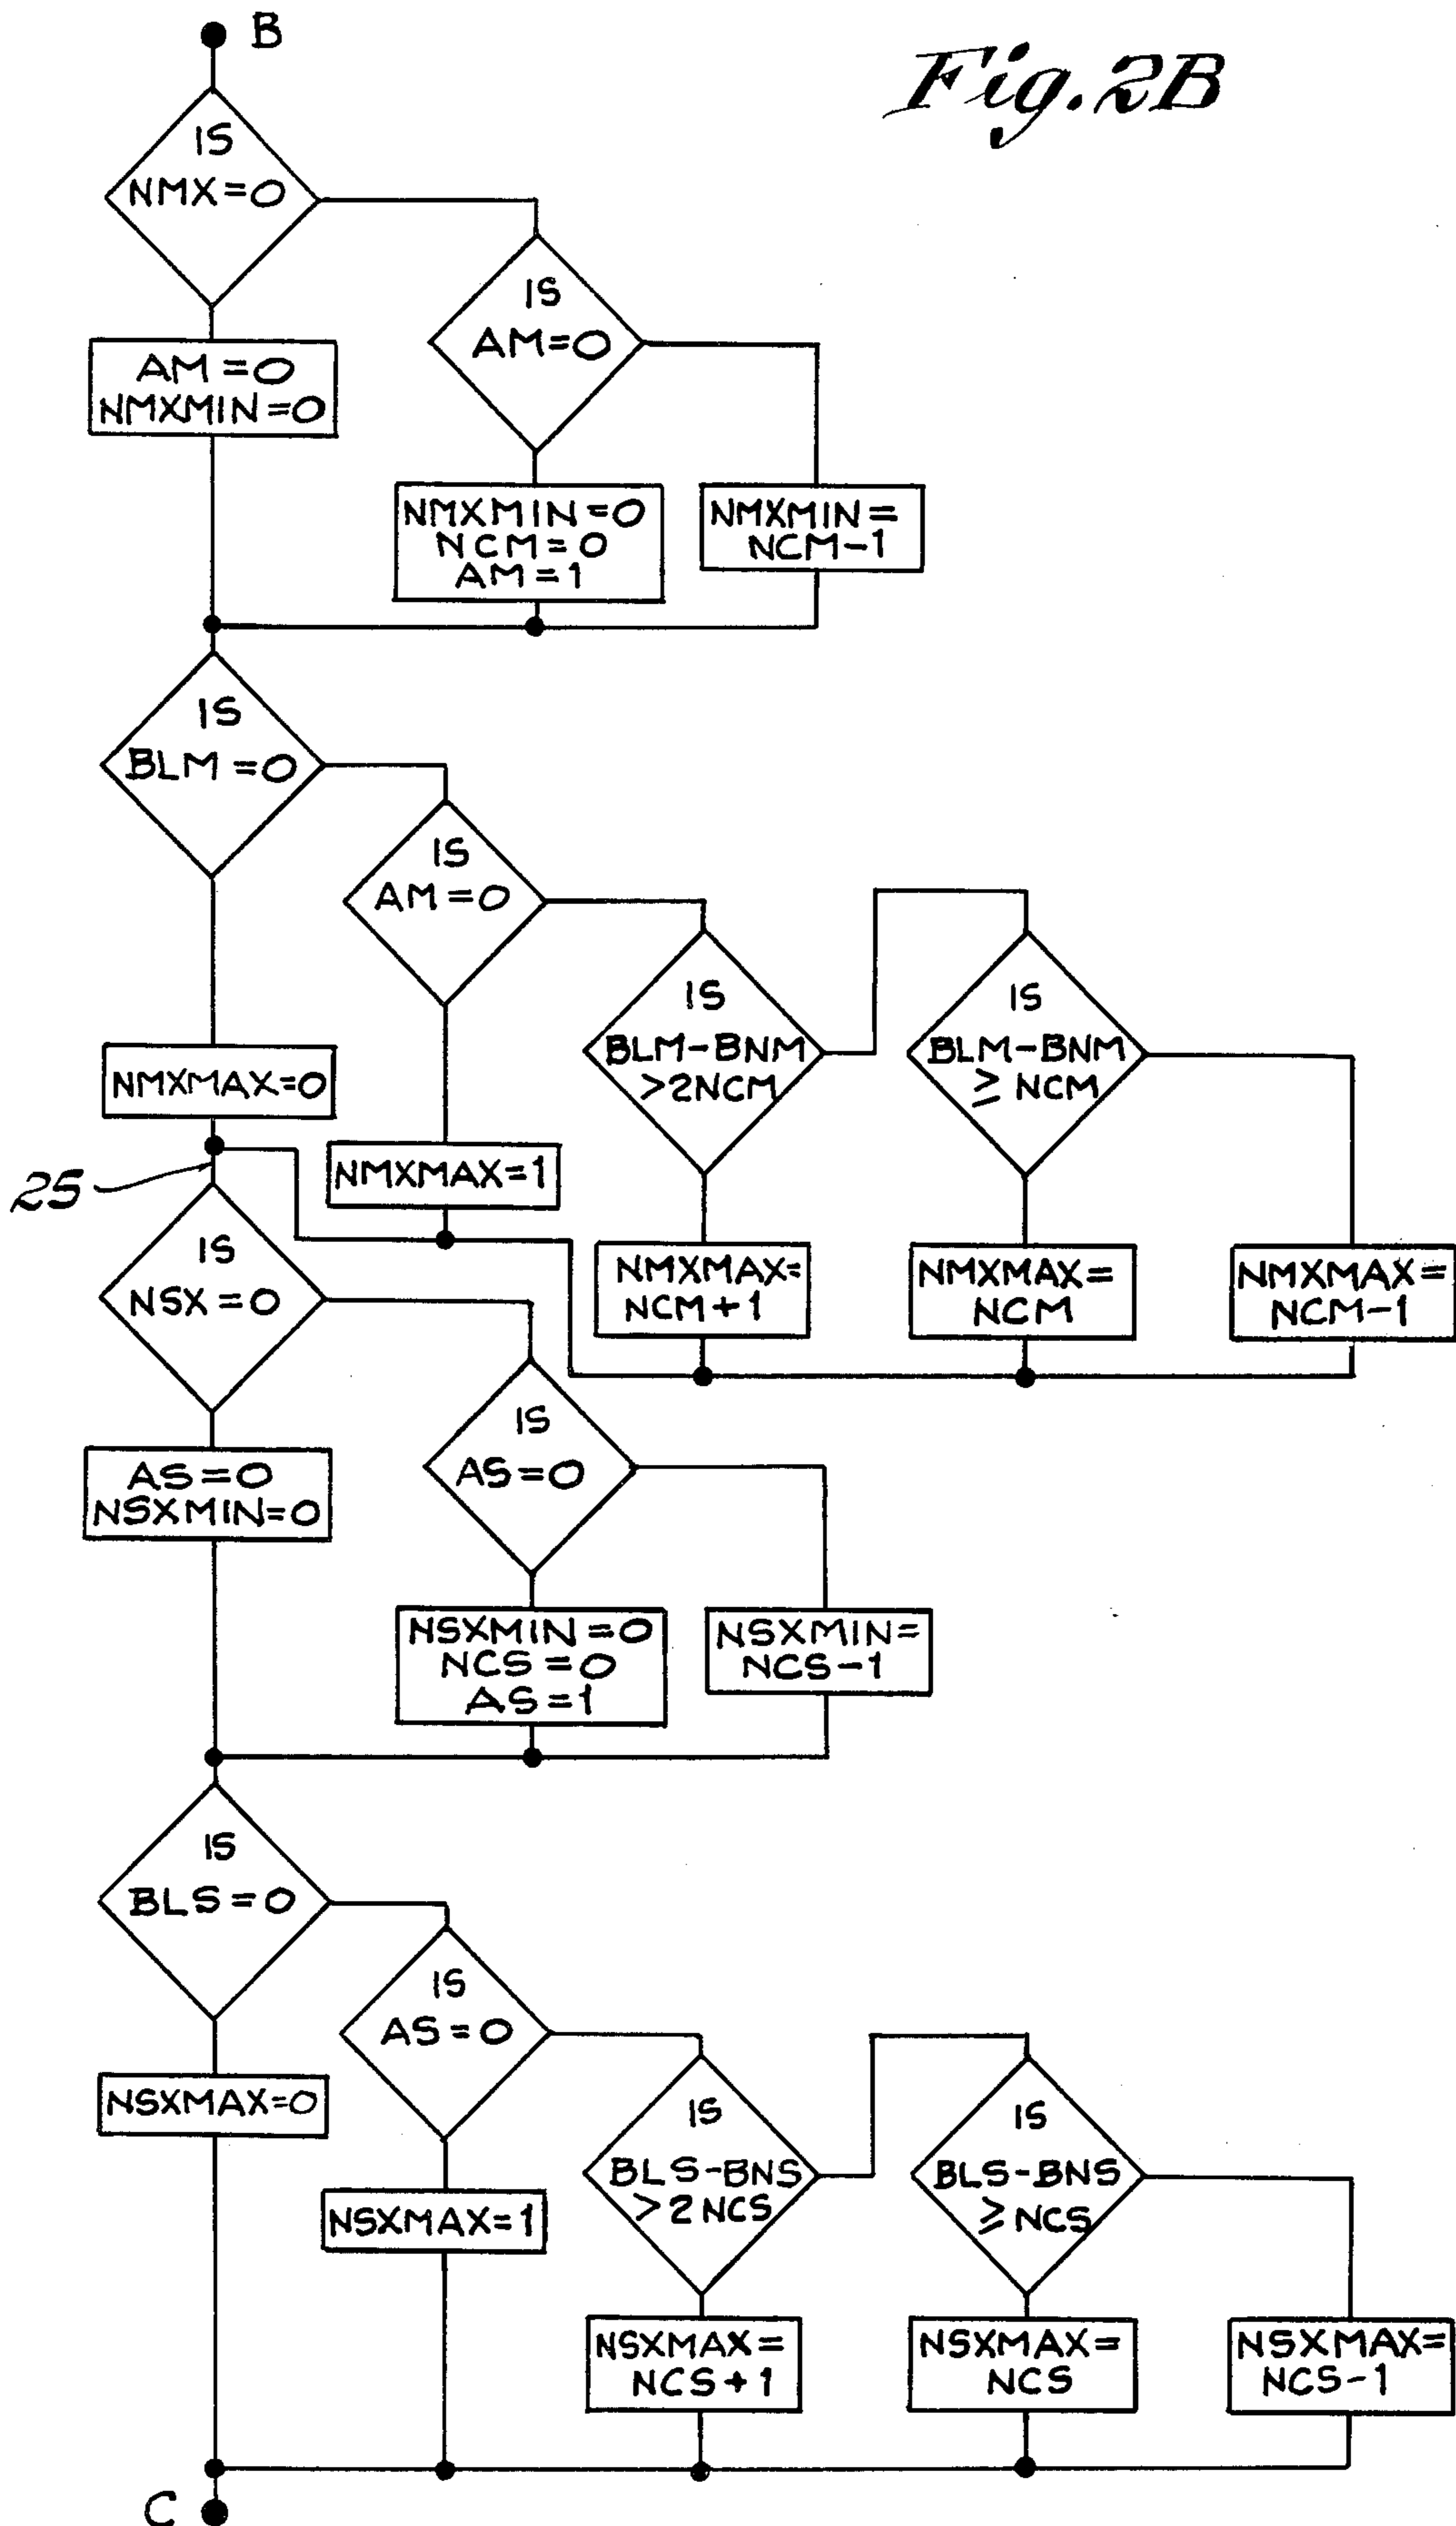 B
Fig. 2B
IS
NMX=0
IS
AM=0
AM=0
NMXMIN=0
NMXMIN=0
NCM=0
AM=1
NMXMIN=
NCM-1
IS
BLM=0
IS
AM=0
IS
BLM-BNM
>2NCM
IS
BLM-BNM
≥ NCM
NMXMAX=0
NMXMAX=1
25
NMXMAX=
NCM+1
NMXMAX=
NCM
NMXMAX=
NCM-1
IS
NSX=0
IS
AS=0
AS=0
NSXMIN=0
NSXMIN=0
NCS=0
AS=1
NSXMIN=
NCS-1
IS
BLS=0
IS
AS=0
IS
BLS-BNS
>2NCS
IS
BLS-BNS
≥NCS
NSXMAX=0
NSXMAX=1
NSXMAX=
NCS+1
NSXMAX=
NCS
NSXMAX=
NCS-1
C